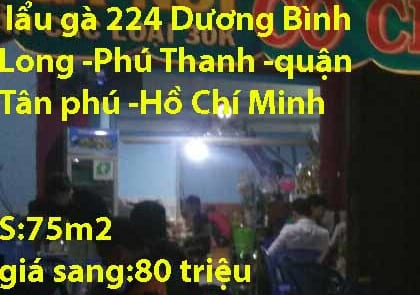 lẩu gà 224 Dương Bình
Long -Phú Thanh -quận
Tân phú -Hồ Chí Minh
S:75m2
giá sang:80 triệu